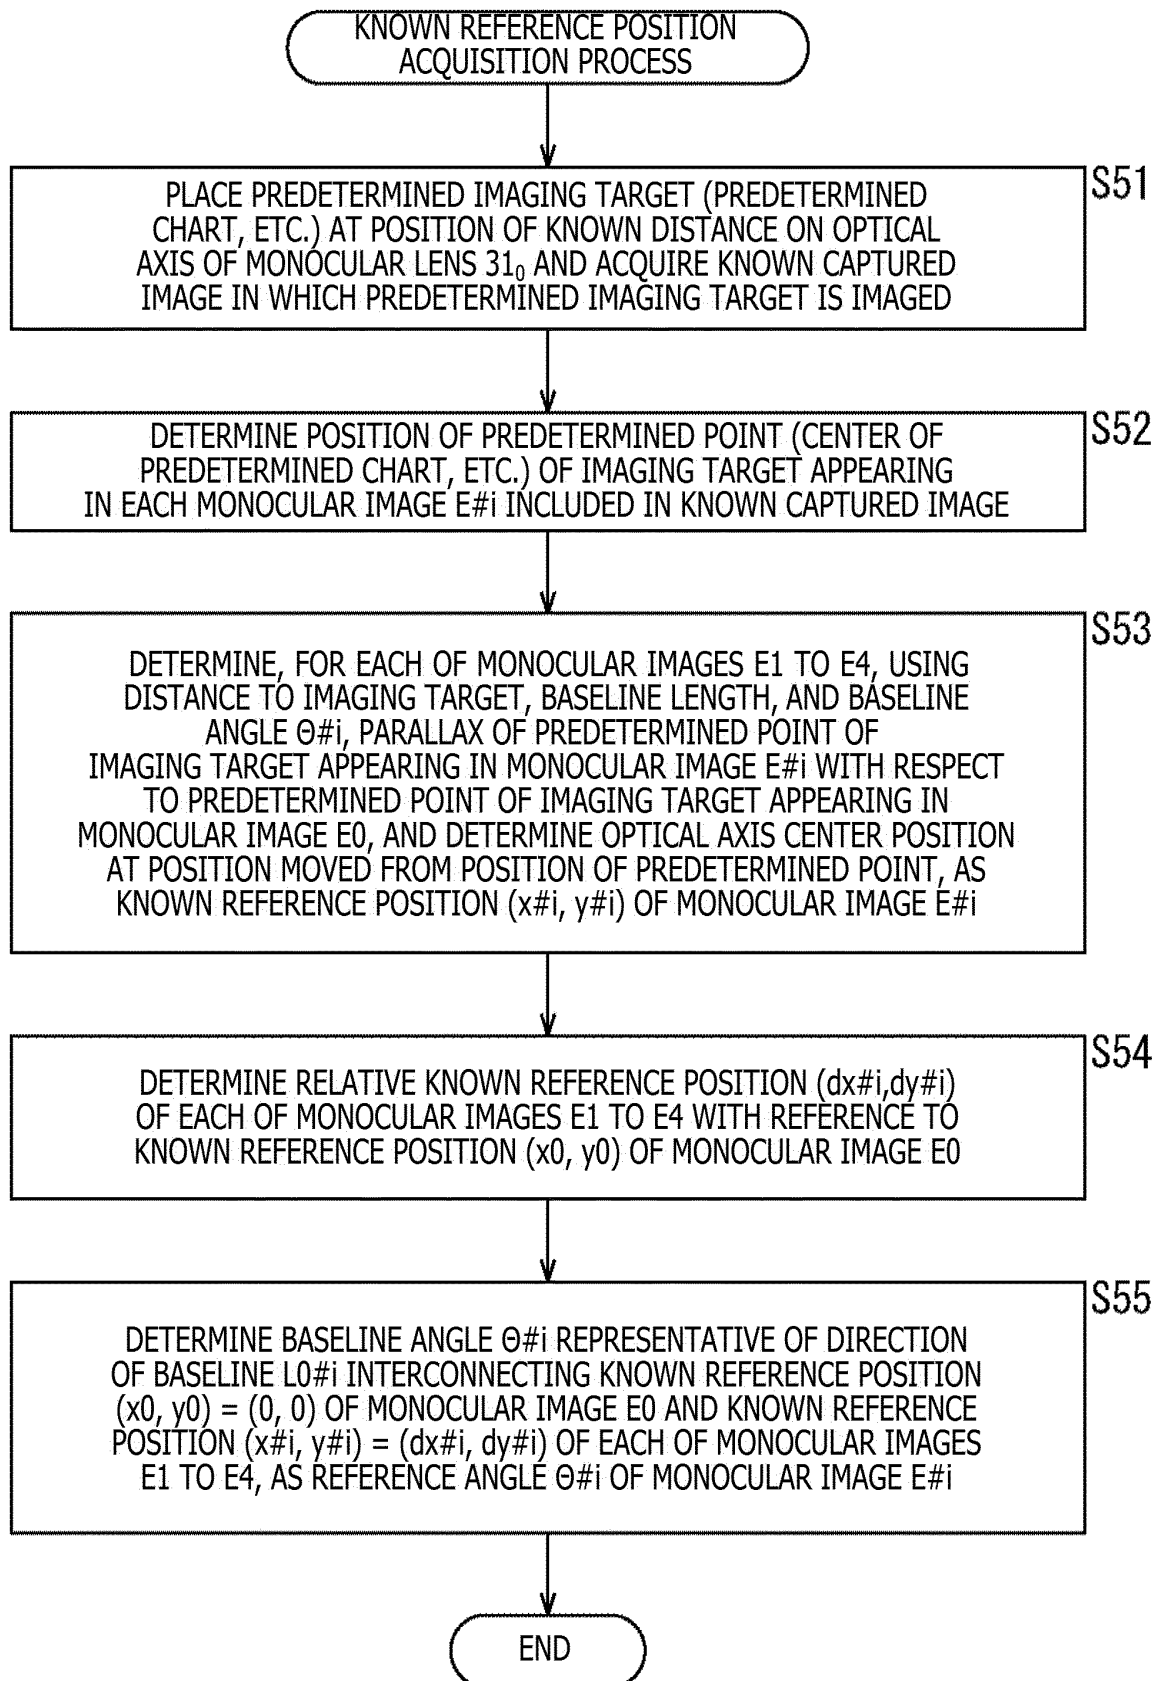 KNOWN REFERENCE POSITION
ACQUISITION PROCESS
S51
PLACE PREDETERMINED IMAGING TARGET (PREDETERMINED
CHART, ETC.) AT POSITION OF KNOWN DISTANCE ON OPTICAL
AXIS OF MONOCULAR LENS 31₀ AND ACQUIRE KNOWN CAPTURED
IMAGE IN WHICH PREDETERMINED IMAGING TARGET IS IMAGED
S52
DETERMINE POSITION OF PREDETERMINED POINT (CENTER OF
PREDETERMINED CHART, ETC.) OF IMAGING TARGET APPEARING
IN EACH MONOCULAR IMAGE E#i INCLUDED IN KNOWN CAPTURED IMAGE
S53
DETERMINE, FOR EACH OF MONOCULAR IMAGES E1 TO E4, USING
DISTANCE TO IMAGING TARGET, BASELINE LENGTH, AND BASELINE
ANGLE Θ#i, PARALLAX OF PREDETERMINED POINT OF
IMAGING TARGET APPEARING IN MONOCULAR IMAGE E#i WITH RESPECT
TO PREDETERMINED POINT OF IMAGING TARGET APPEARING IN
MONOCULAR IMAGE E0, AND DETERMINE OPTICAL AXIS CENTER POSITION
AT POSITION MOVED FROM POSITION OF PREDETERMINED POINT, AS
KNOWN REFERENCE POSITION (x#i, y#i) OF MONOCULAR IMAGE E#i
S54
DETERMINE RELATIVE KNOWN REFERENCE POSITION (dx#i,dy#i)
OF EACH OF MONOCULAR IMAGES E1 TO E4 WITH REFERENCE TO
KNOWN REFERENCE POSITION (x0, y0) OF MONOCULAR IMAGE E0
S55
DETERMINE BASELINE ANGLE Θ#i REPRESENTATIVE OF DIRECTION
OF BASELINE L0#i INTERCONNECTING KNOWN REFERENCE POSITION
(x0, y0) = (0, 0) OF MONOCULAR IMAGE E0 AND KNOWN REFERENCE
POSITION (x#i, y#i) = (dx#i, dy#i) OF EACH OF MONOCULAR IMAGES
E1 TO E4, AS REFERENCE ANGLE Θ#i OF MONOCULAR IMAGE E#i
END